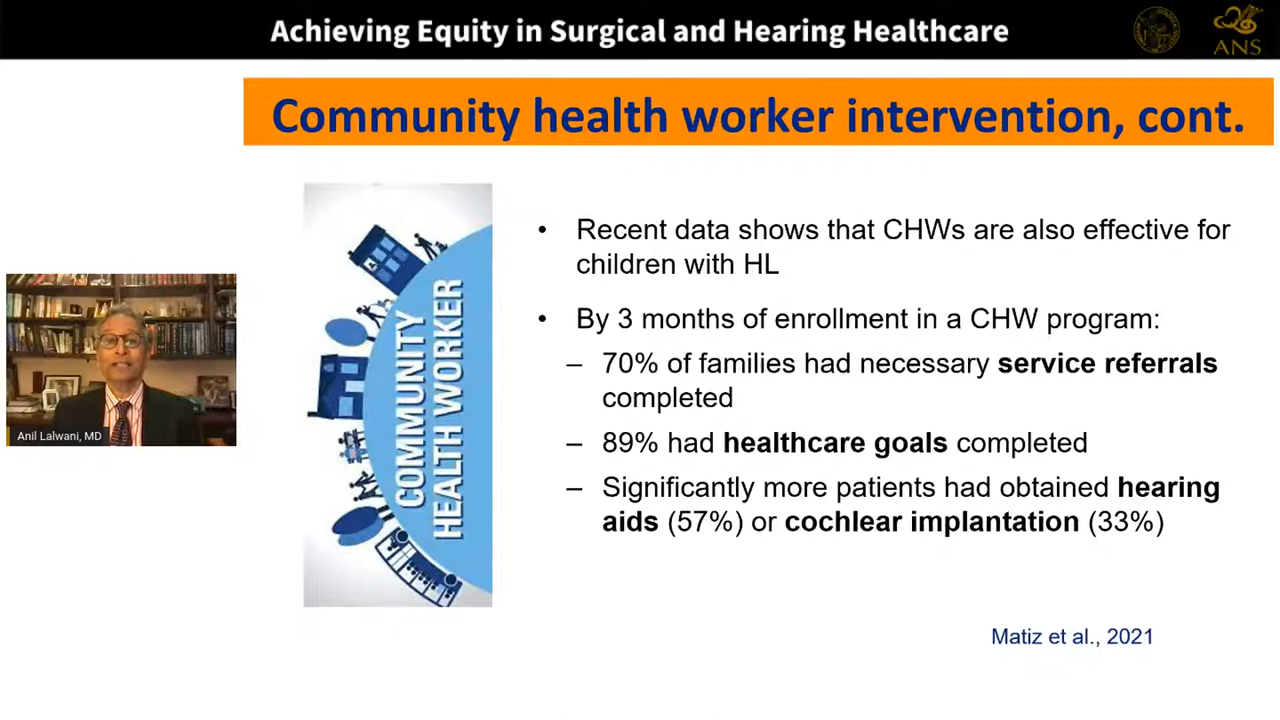 Achieving Equity in Surgical and Hearing Healthcare
ANS
Community health worker intervention, cont.
Anil Lalwani, MD
COMMUNITY
HEALTH WORKER
• Recent data shows that CHWs are also effective for
children with HL
• By 3 months of enrollment in a CHW program:
– 70% of families had necessary service referrals
completed
– 89% had healthcare goals completed
– Significantly more patients had obtained hearing
aids (57%) or cochlear implantation (33%)
Matiz et al., 2021